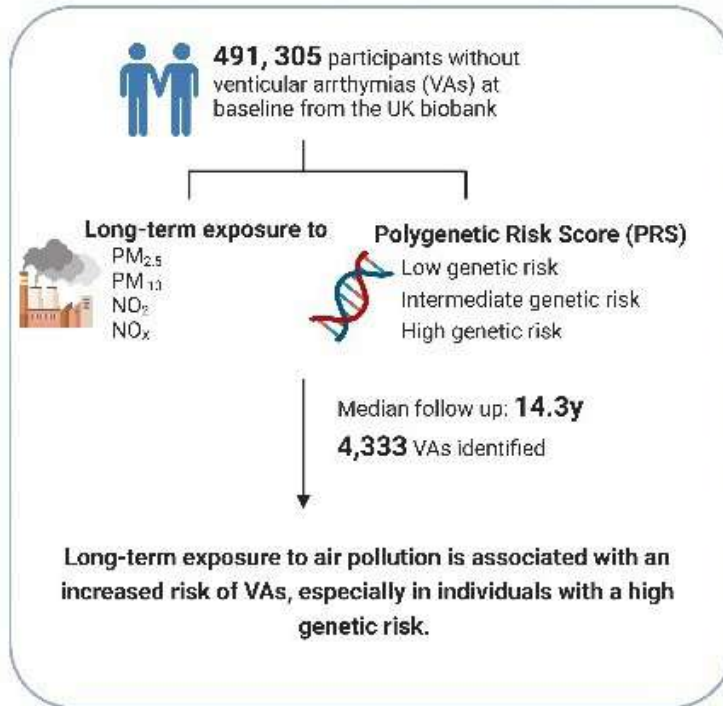 491, 305 participants without
venticular arrthymias (VAs) at
baseline from the UK biobank
Long-term exposure to
PM2.5
PM10
NO2
NOX
Polygenetic Risk Score (PRS)
Low genetic risk
Intermediate genetic risk
High genetic risk
Median follow up: 14.3y
4,333 VAs identified
Long-term exposure to air pollution is associated with an
increased risk of VAs, especially in individuals with a high
genetic risk.